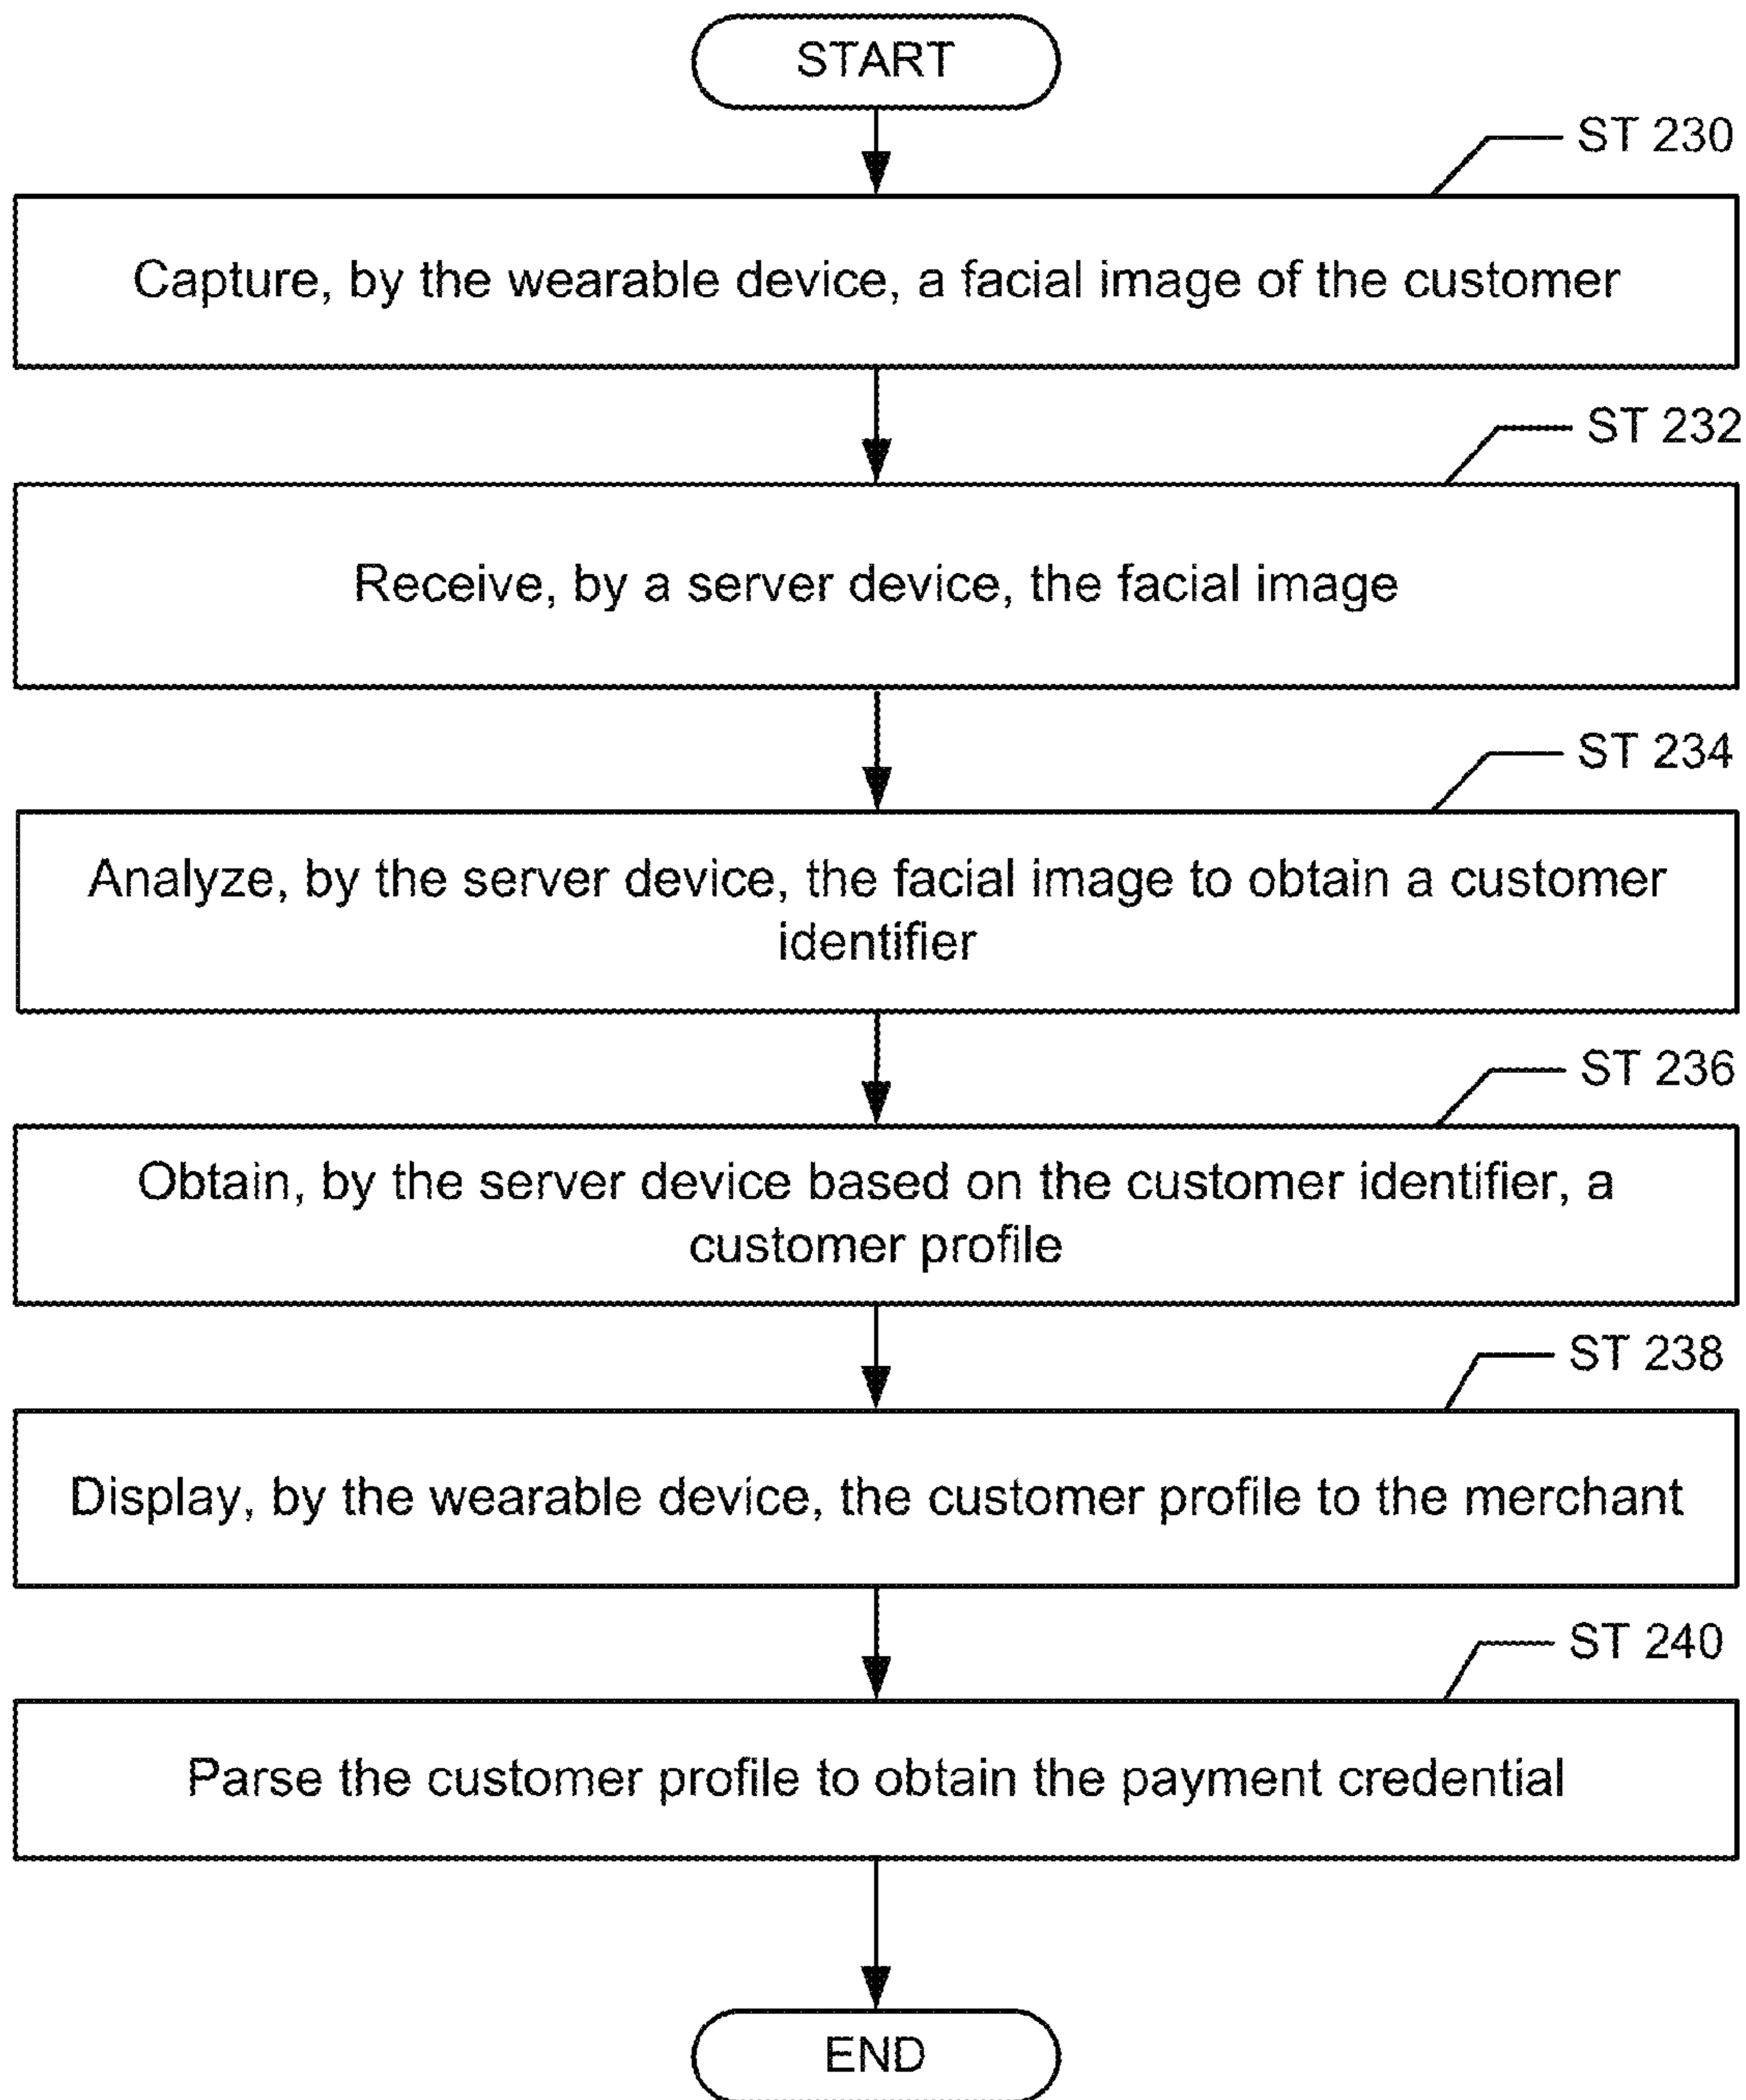 START
ST 230
Capture, by the wearable device, a facial image of the customer
ST 232
Receive, by a server device, the facial image
ST 234
Analyze, by the server device, the facial image to obtain a customer
identifier
ST 236
Obtain, by the server device based on the customer identifier, a
customer profile
ST 238
Display, by the wearable device, the customer profile to the merchant
ST 240
Parse the customer profile to obtain the payment credential
END